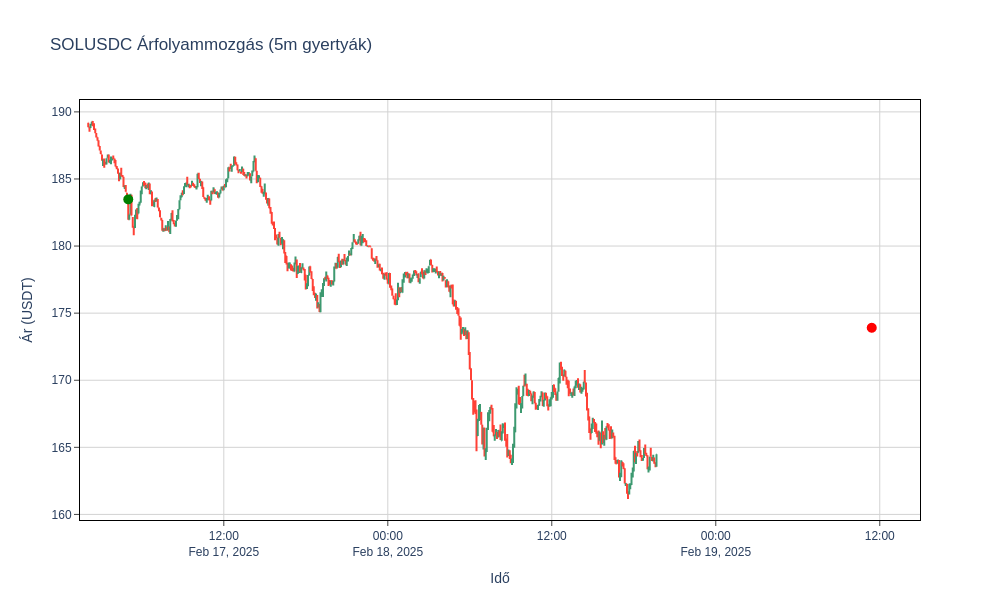 SOLUSDC Árfolyammozgás (5m gyertyák)
190
185
180
175
170
165
160
Ár (USDT)
12:00
Feb 17, 2025
00:00
Feb 18, 2025
12:00
00:00
Feb 19, 2025
12:00
Idő